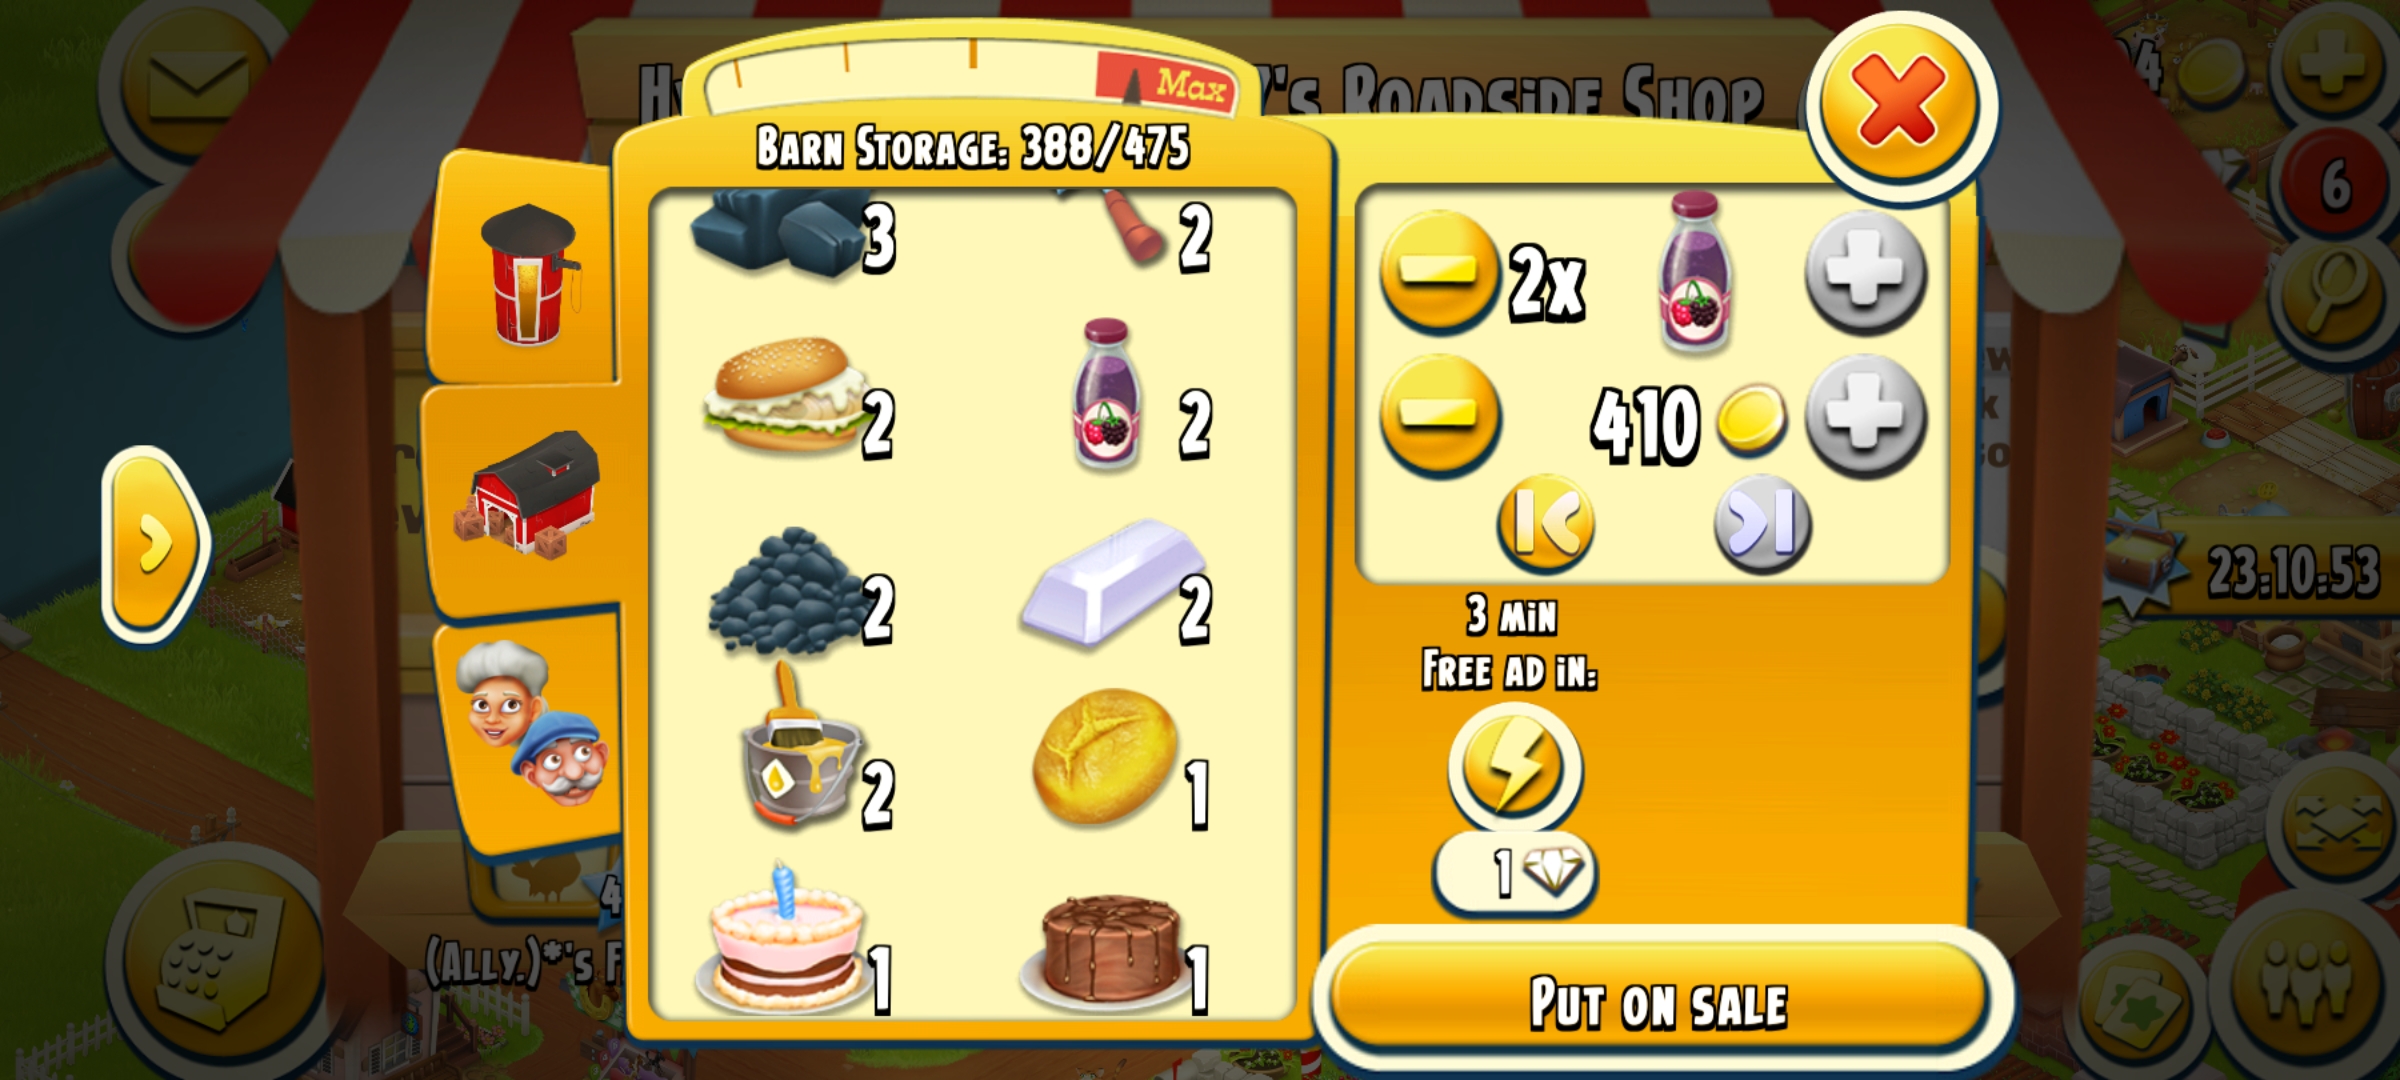 's Roadside Shop
Max
Barn Storage: 388/475
3
2
2
2
2
2
2
1
1
1
2x
410
3 min
Free ad in:
1
Put on sale
6
23:10:53
(Ally.)*'s